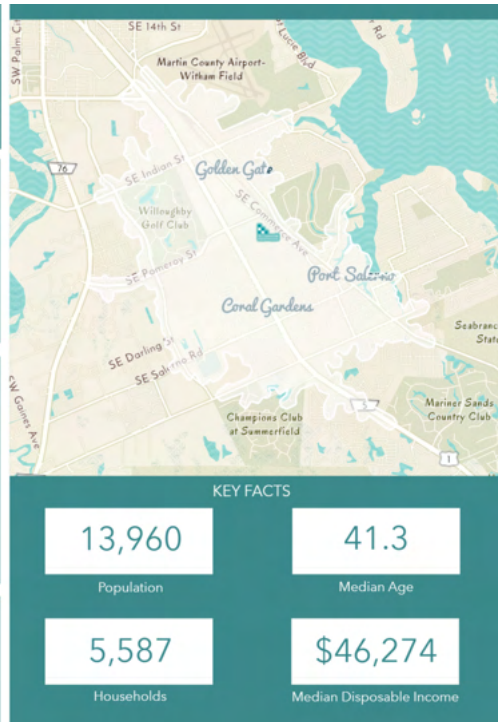 SE 14th St
SW Palm Ci
St Lucie Blvd
r Rd
Martin County Airport-
Witham Field
76
SE Indian St
Golden Gate
Willoughby
Golf Club
SE Commerce Ave
SE Pomeroy St
Port Salerno
Coral Gardens
Seabranc
State
SE Darling St
SE Salerno Rd
SW Gaines Ave
Champions Club
at Summerfield
Mariner Sands
Country Club
5
1
KEY FACTS
13,960
Population
41.3
Median Age
5,587
Households
$46,274
Median Disposable Income